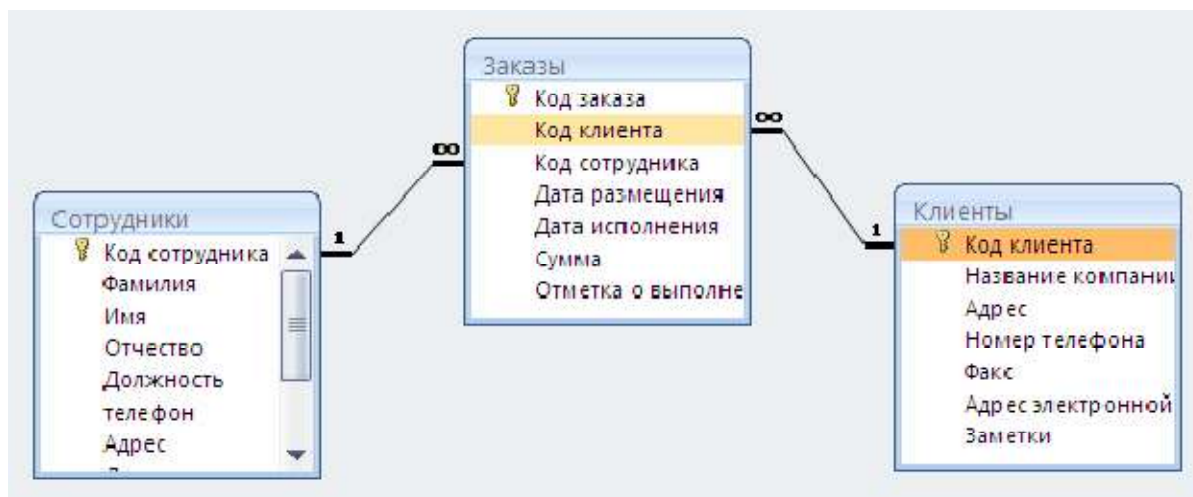 Заказы
Код заказа
Код клиента
Код сотрудника
Дата размещения
Дата исполнения
Сумма
Отметка о выполне
∞
∞
Сотрудники
Код сотрудника
Фамилия
Имя
Отчество
Должность
телефон
Адрес
1
Клиенты
Код клиента
Название компании
Адрес
Номер телефона
Факс
Адрес электронной
Заметки
1